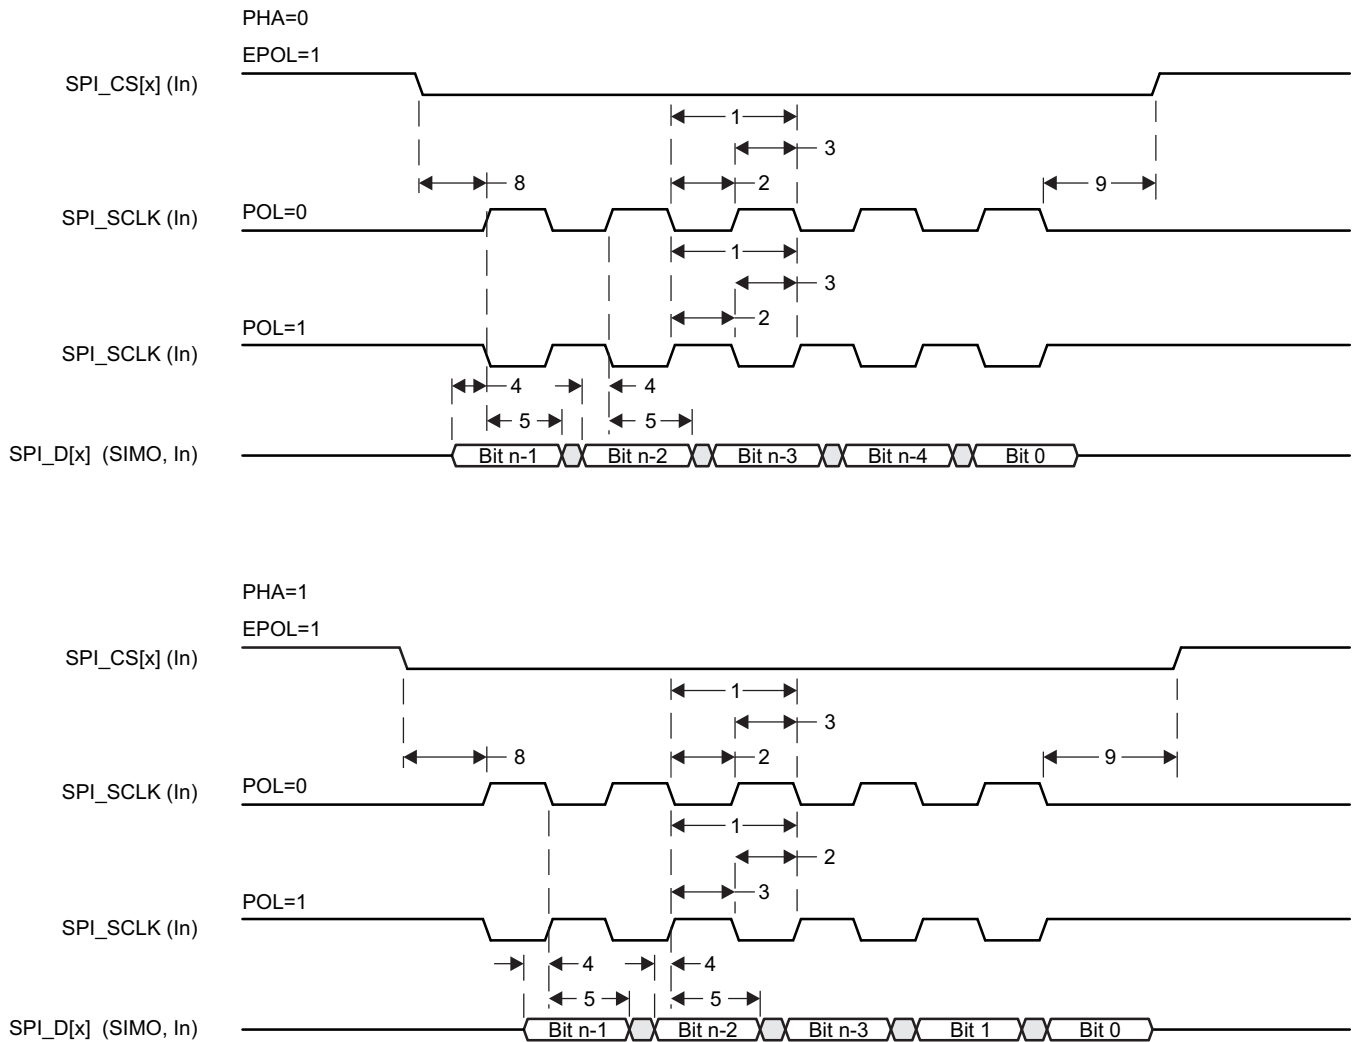 PHA=0
EPOL=1
SPI_CS[x] (In)
1
3
8
2
9
SPI_SCLK (In)
POL=0
1
3
2
POL=1
SPI_SCLK (In)
4
4
5
5
SPI_D[x] (SIMO, In)
Bit n-1
Bit n-2
Bit n-3
Bit n-4
Bit 0
PHA=1
EPOL=1
SPI_CS[x] (In)
1
3
8
2
9
SPI_SCLK (In)
POL=0
1
2
3
POL=1
SPI_SCLK (In)
4
4
5
5
SPI_D[x] (SIMO, In)
Bit n-1
Bit n-2
Bit n-3
Bit 1
Bit 0